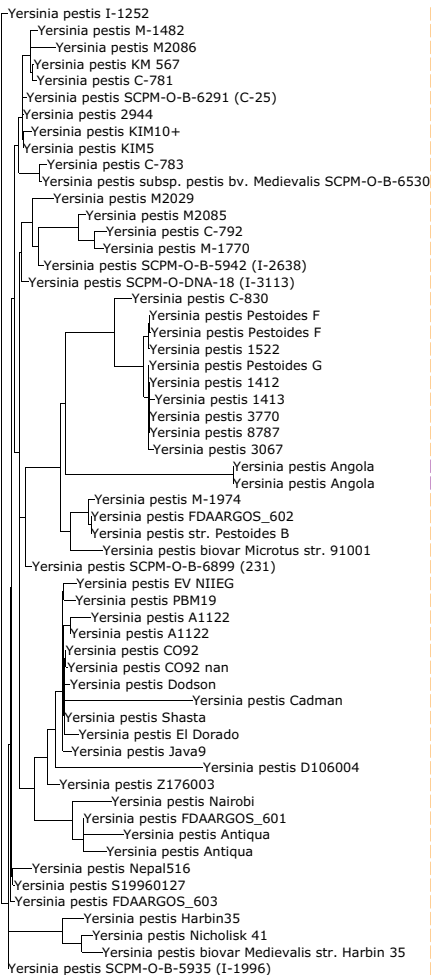 Yersinia pestis I-1252
Yersinia pestis M-1482
Yersinia pestis M2086
Yersinia pestis KM 567
Yersinia pestis C-781
Yersinia pestis SCPM-O-B-6291 (C-25)
Yersinia pestis 2944
Yersinia pestis KIM10+
Yersinia pestis KIM5
Yersinia pestis C-783
Yersinia pestis subsp. pestis bv. Medievalis SCPM-O-B-6530
Yersinia pestis M2029
Yersinia pestis M2085
Yersinia pestis C-792
Yersinia pestis M-1770
Yersinia pestis SCPM-O-B-5942 (I-2638)
Yersinia pestis SCPM-O-DNA-18 (I-3113)
Yersinia pestis C-830
Yersinia pestis Pestoides F
Yersinia pestis Pestoides F
Yersinia pestis 1522
Yersinia pestis Pestoides G
Yersinia pestis 1412
Yersinia pestis 1413
Yersinia pestis 3770
Yersinia pestis 8787
Yersinia pestis 3067
Yersinia pestis Angola
Yersinia pestis Angola
Yersinia pestis M-1974
Yersinia pestis FDAARGOS_602
Yersinia pestis str. Pestoides B
Yersinia pestis biovar Microtus str. 91001
Yersinia pestis SCPM-O-B-6899 (231)
Yersinia pestis EV NIIEG
Yersinia pestis PBM19
Yersinia pestis A1122
Yersinia pestis A1122
Yersinia pestis CO92
Yersinia pestis CO92 nan
Yersinia pestis Dodson
Yersinia pestis Cadman
Yersinia pestis Shasta
Yersinia pestis El Dorado
Yersinia pestis Java9
Yersinia pestis D106004
Yersinia pestis Z176003
Yersinia pestis Nairobi
Yersinia pestis FDAARGOS_601
Yersinia pestis Antiqua
Yersinia pestis Antiqua
Yersinia pestis Nepal516
Yersinia pestis S19960127
Yersinia pestis FDAARGOS_603
Yersinia pestis Harbin35
Yersinia pestis Nicholisk 41
Yersinia pestis biovar Medievalis str. Harbin 35
Yersinia pestis SCPM-O-B-5935 (I-1996)